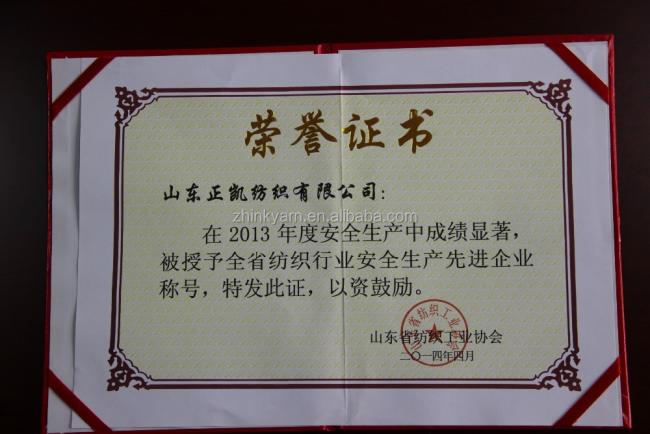 荣誉证书
山东正凯纺织有限公司：
zhinkyarn.en.alibaba.com
在 2013 年度安全生产中成绩显著，
被授予全省纺织行业安全生产先进企业
称号，特发此证，以资鼓励。
山东省纺织工业协会
二〇一四年四月